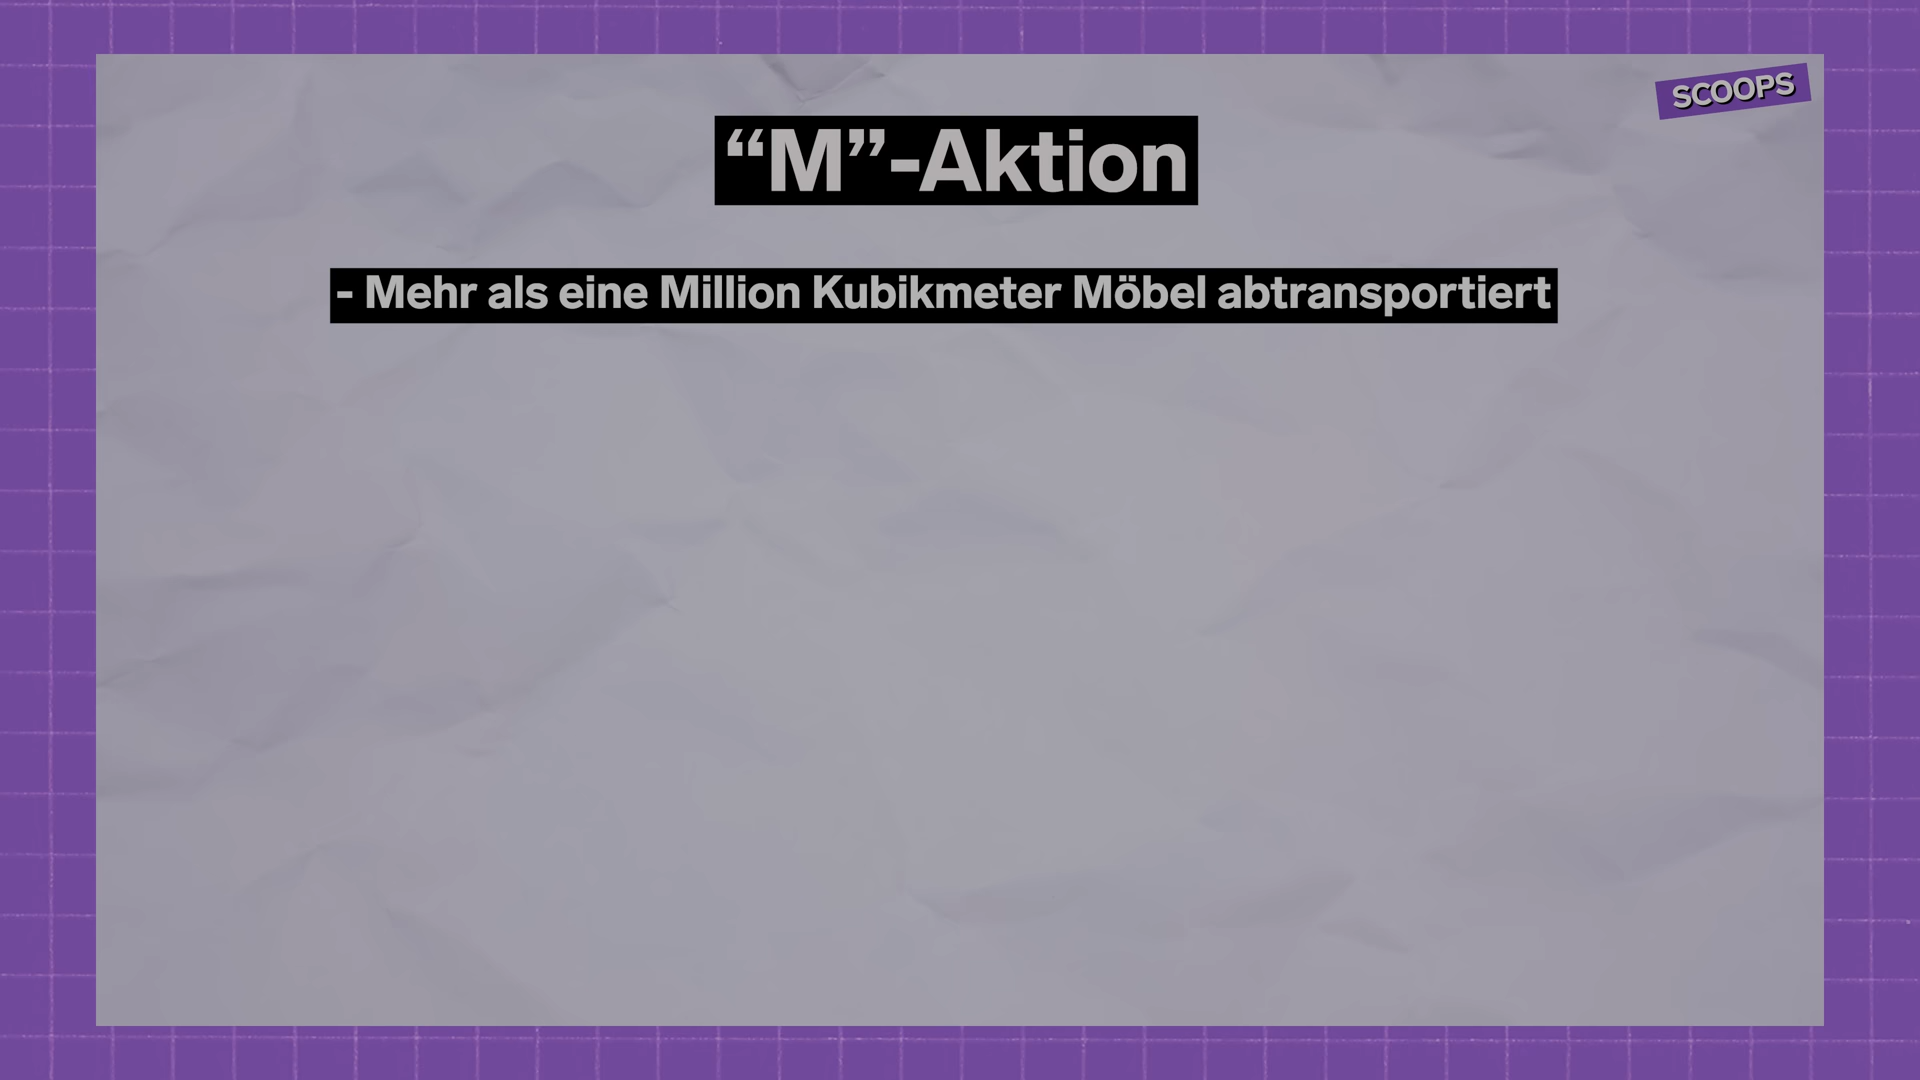 SCOOPS
“M”-Aktion
- Mehr als eine Million Kubikmeter Möbel abtransportiert